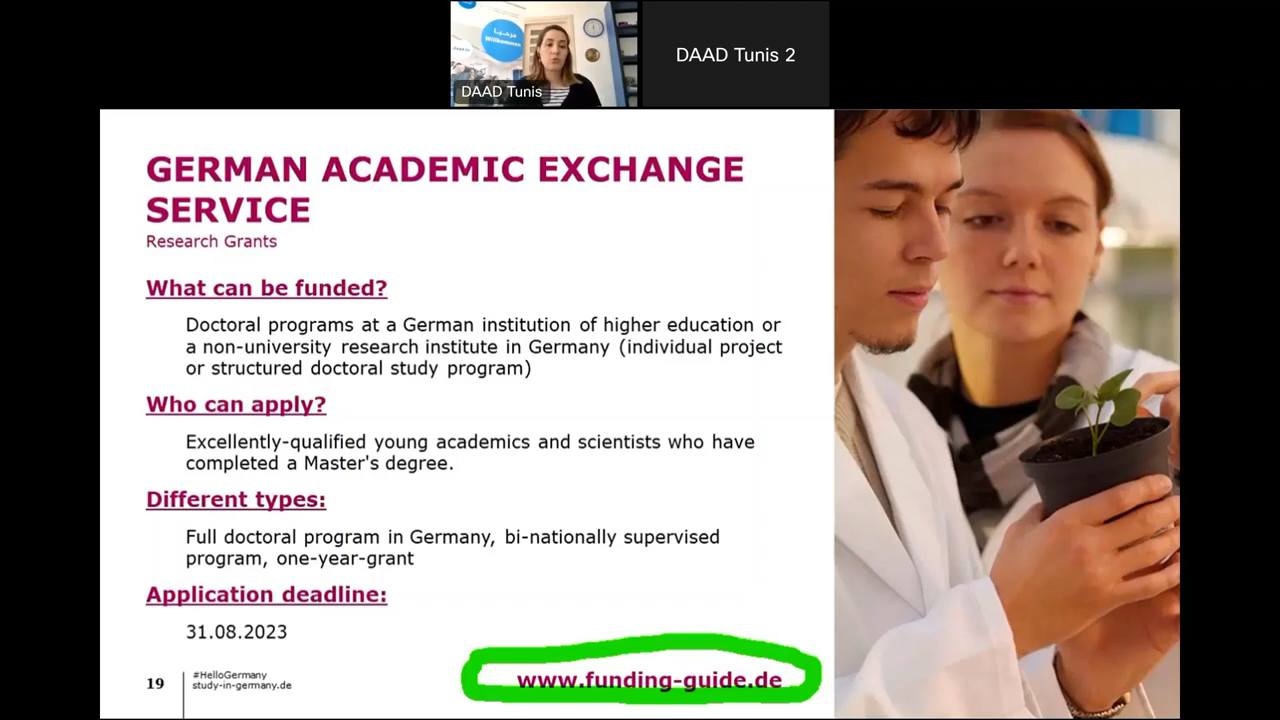 مرحبا
Willkommen
DAAD Tunis
DAAD Tunis 2
GERMAN ACADEMIC EXCHANGE
SERVICE
Research Grants
What can be funded?
Doctoral programs at a German institution of higher education or
a non-university research institute in Germany (individual project
or structured doctoral study program)
Who can apply?
Excellently-qualified young academics and scientists who have
completed a Master's degree.
Different types:
Full doctoral program in Germany, bi-nationally supervised
program, one-year-grant
Application deadline:
31.08.2023
19
#HelloGermany
study-in-germany.de
www.funding-guide.de